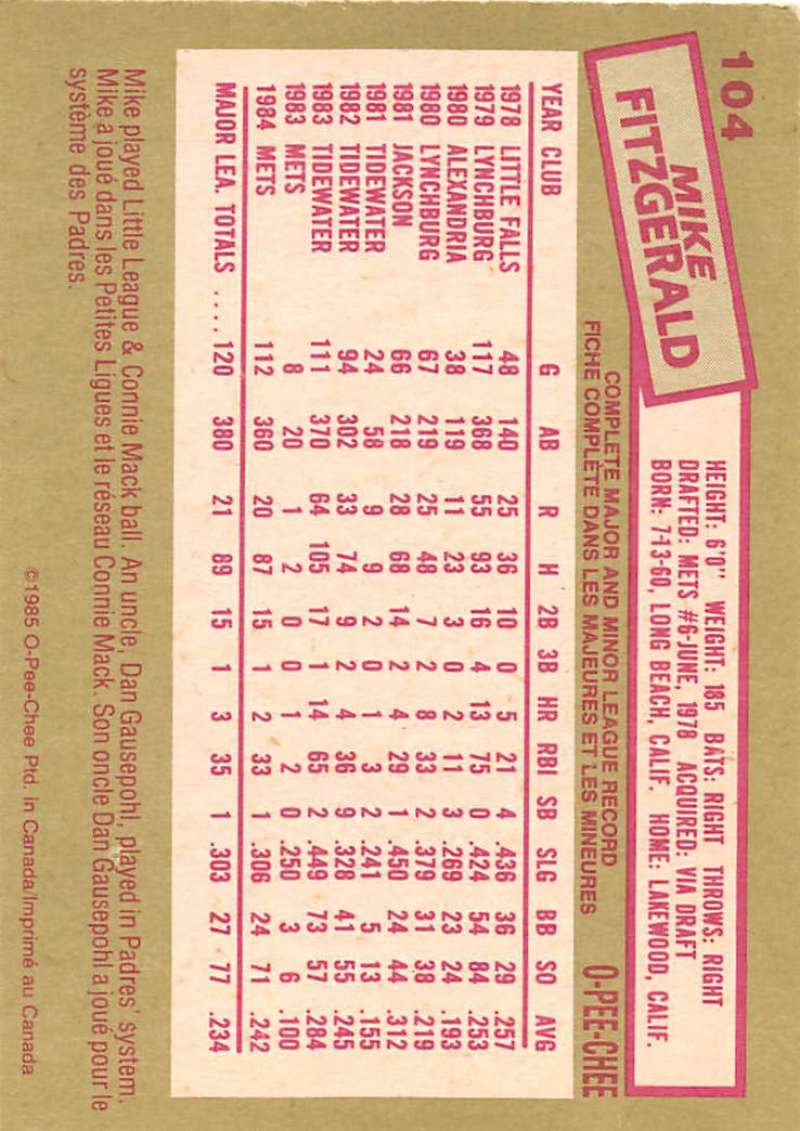 104
MIKE
FITZGERALD
HEIGHT: 6'0" WEIGHT: 185 BATS: RIGHT THROWS: RIGHT
DRAFTED: METS #6-JUNE, 1978 ACQUIRED: VIA DRAFT
BORN: 7-13-60, LONG BEACH, CALIF. HOME: LAKEWOOD, CALIF.
COMPLETE MAJOR AND MINOR LEAGUE RECORD
FICHE COMPLÈTE DANS LES MAJEURES ET LES MINEURES
O-PEE-CHEE
YEAR CLUB G AB R H 2B 3B HR RBI SB SLG BB SO AVG
1978 LITTLE FALLS 48 140 25 36 10 0 5 21 4 .436 36 29 .257
1979 LYNCHBURG 117 368 55 93 16 4 13 75 0 .424 54 84 .253
1980 ALEXANDRIA 38 119 11 23 3 0 2 11 3 .269 23 24 .193
1980 LYNCHBURG 67 219 25 48 7 2 8 33 2 .379 31 38 .219
1981 JACKSON 66 218 28 68 14 2 4 29 1 .450 24 44 .312
1981 TIDEWATER 24 58 9 9 2 0 1 3 2 .241 5 13 .155
1982 TIDEWATER 94 302 33 74 9 2 4 36 9 .328 41 55 .245
1983 TIDEWATER 111 370 64 105 17 1 14 65 2 .449 73 57 .284
1983 METS 8 20 1 2 0 0 1 2 0 .250 3 6 .100
1984 METS 112 360 20 87 15 1 2 33 1 .306 24 71 .242
MAJOR LEA. TOTALS .... 120 380 21 89 15 1 3 35 1 .303 27 77 .234
Mike played Little League & Connie Mack ball. An uncle, Dan Gausepohl, played in Padres' system.
Mike a joué dans les Petites Ligues et le réseau Connie Mack. Son oncle Dan Gausepohl a joué pour le
système des Padres.
©1985 O-Pee-Chee Ptd. in Canada/Imprimé au Canada